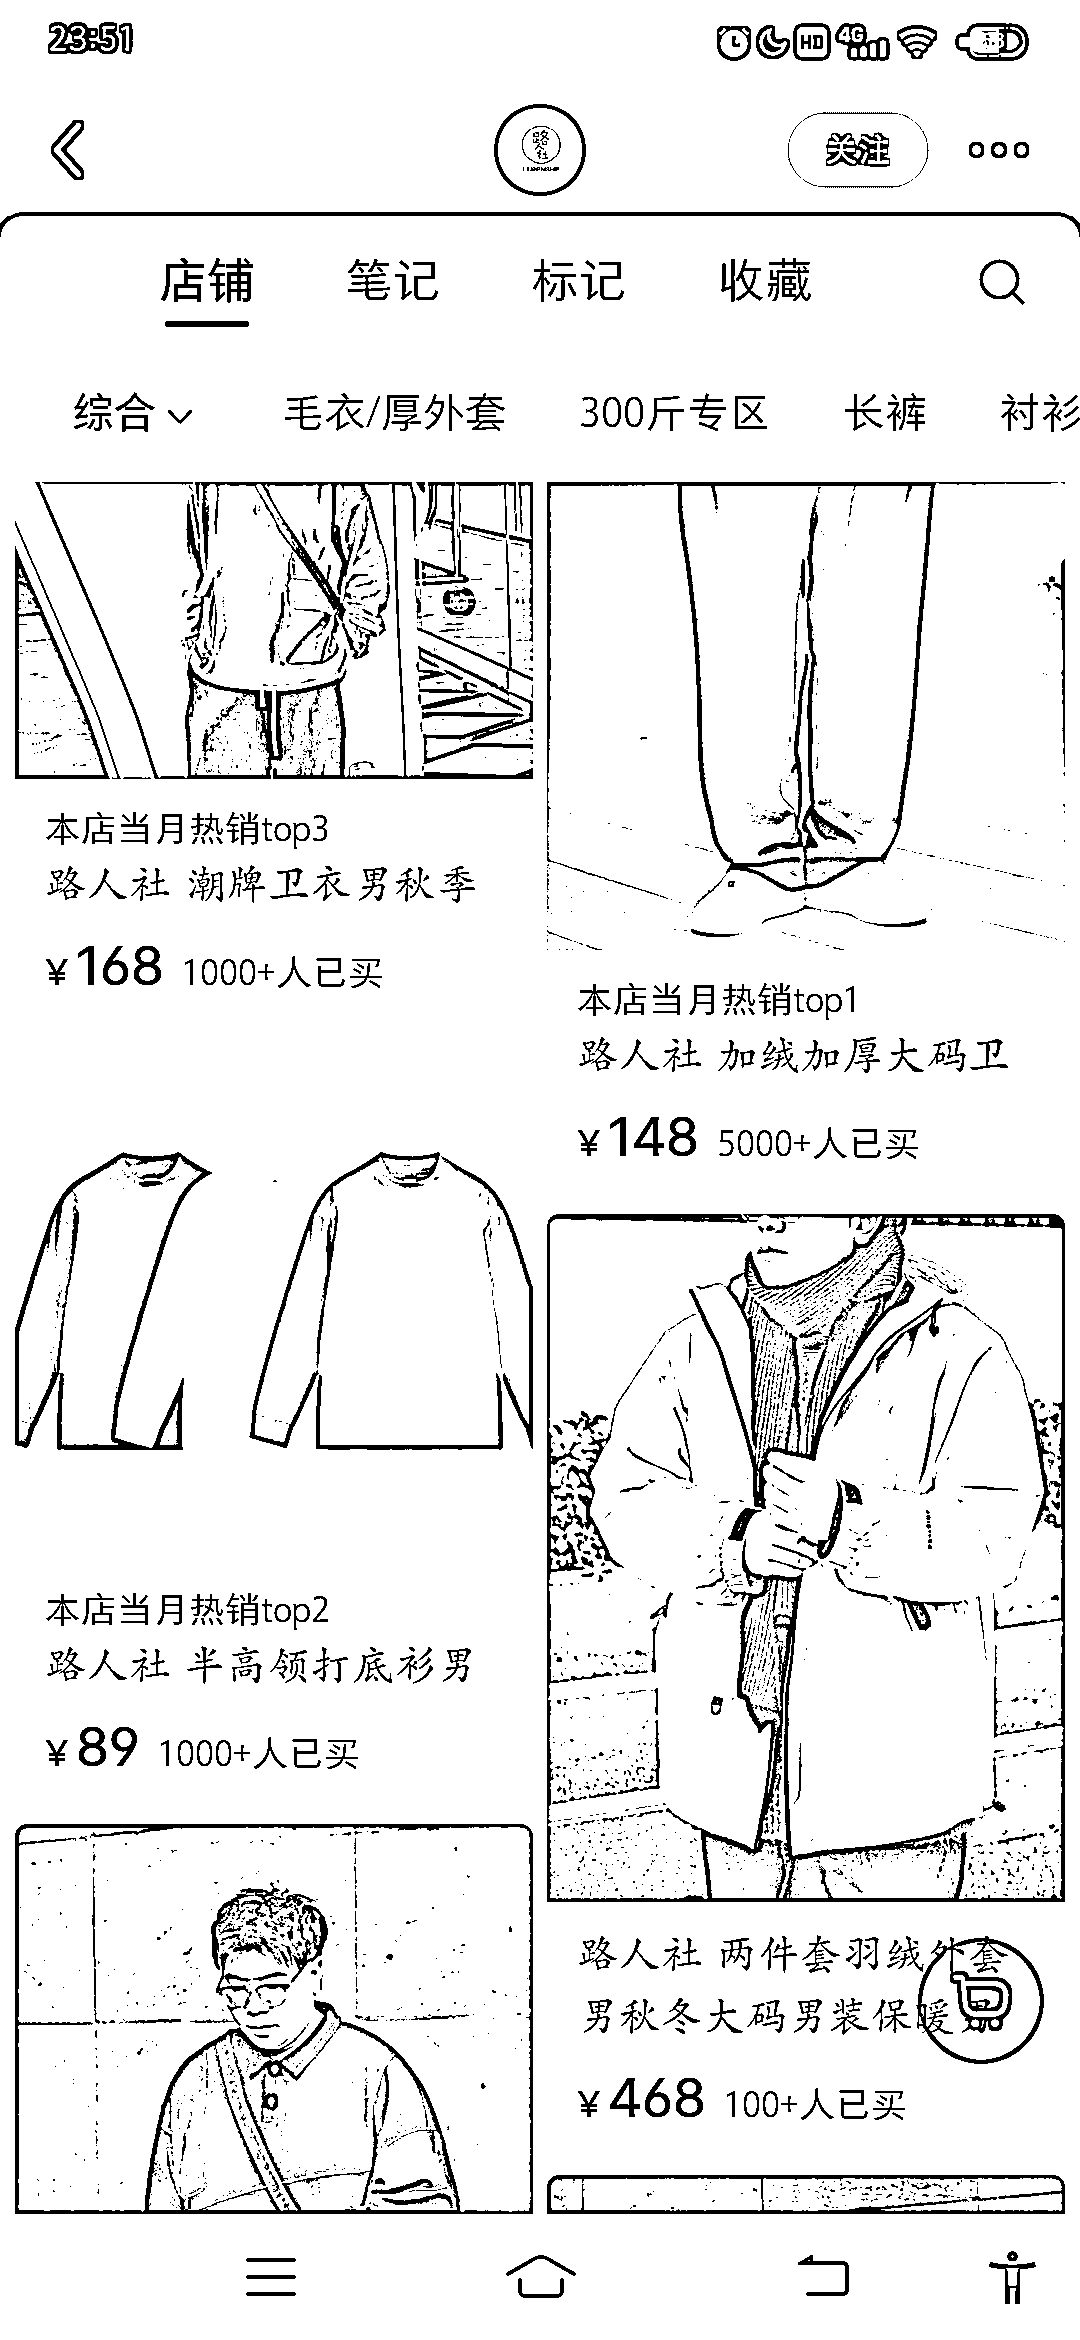 23:51
HD 4G
路人社
关注
店铺 笔记 标记 收藏
综合 毛衣/厚外套 300斤专区 长裤 衬衫
本店当月热销top3
路人社 潮牌卫衣男秋季
¥168 1000+人已买
本店当月热销top1
路人社 加绒加厚大码卫
¥148 5000+人已买
本店当月热销top2
路人社 半高领打底衫男
¥89 1000+人已买
路人社 两件套羽绒外套
男秋冬大码男装保暖
¥468 100+人已买